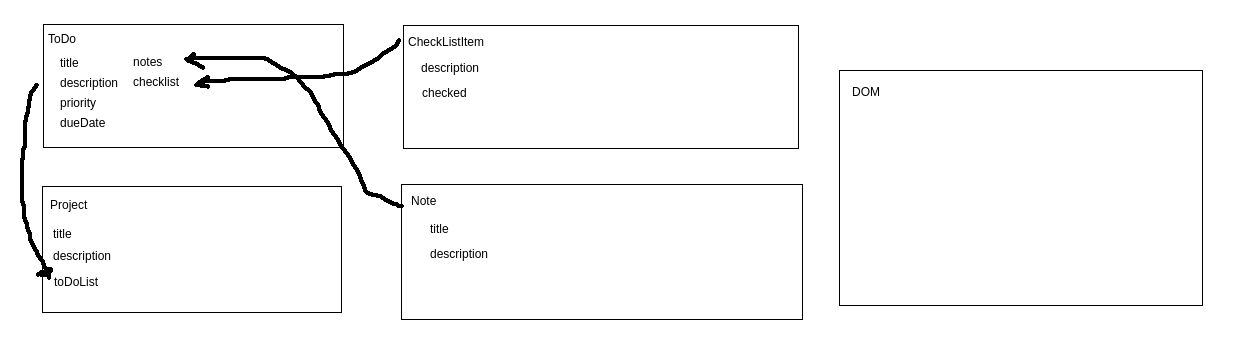 ToDo
title
notes
description
checklist
priority
dueDate
CheckListItem
description
checked
DOM
Project
title
description
toDoList
Note
title
description